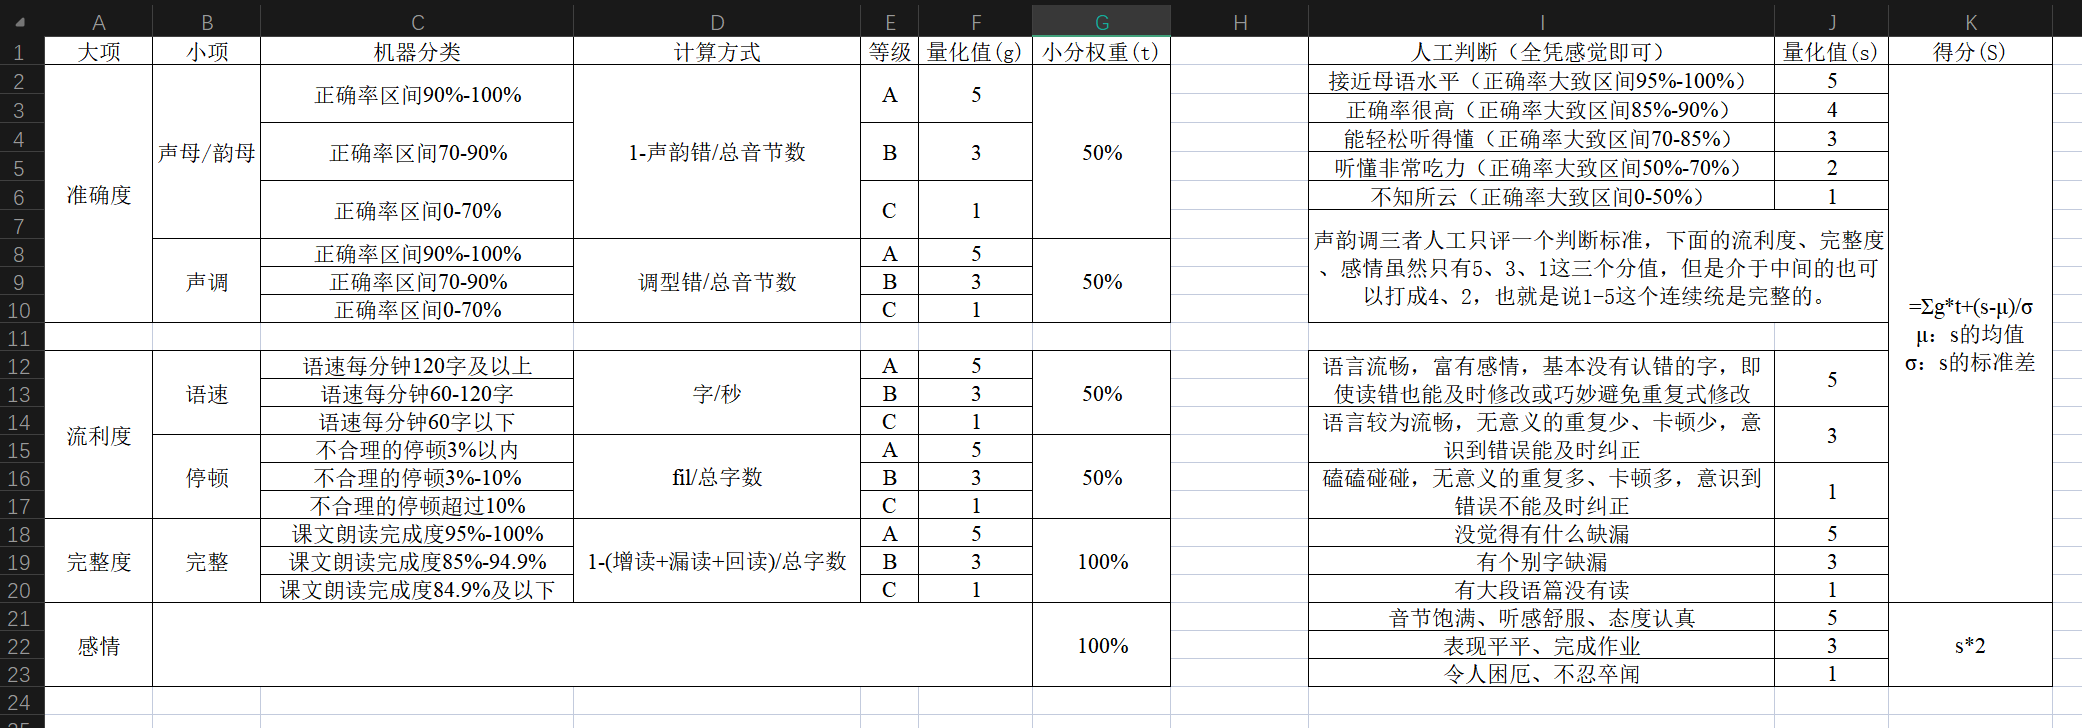 A B C D E F G H I J K
1 大项 小项 机器分类 计算方式 等级 量化值(g) 小分权重(t) 人工判断（全凭感觉即可） 量化值(s) 得分(S)
2 接近母语水平（正确率大致区间95%-100%） 5
正确率区间90%-100% A 5
3 正确率很高（正确率大致区间85%-90%） 4
4 能轻松听得懂（正确率大致区间70-85%） 3
声母/韵母 正确率区间70-90% 1-声韵错/总音节数 B 3 50%
5 听懂非常吃力（正确率大致区间50%-70%） 2
准确度
6 不知所云（正确率大致区间0-50%） 1
正确率区间0-70% C 1
7
声韵调三者人工只评一个判断标准，下面的流利度、完整度
8 正确率区间90%-100% A 5
、感情虽然只有5、3、1这三个分值，但是介于中间的也可
9 声调 正确率区间70-90% 调型错/总音节数 B 3 50%
以打成4、2，也就是说1-5这个连续统是完整的。
10 正确率区间0-70% C 1
=Σg*t+(s-μ)/σ
11
μ：s的均值
σ：s的标准差
12 语速每分钟120字及以上 A 5
语言流畅，富有感情，基本没有认错的字，即
13 语速 语速每分钟60-120字 字/秒 B 3 50% 5
使读错也能及时修改或巧妙避免重复式修改
14 语速每分钟60字以下 C 1
流利度
语言较为流畅，无意义的重复少、卡顿少，意
3
15 不合理的停顿3%以内 A 5
识到错误能及时纠正
16 停顿 不合理的停顿3%-10% fil/总字数 B 3 50%
磕磕碰碰，无意义的重复多、卡顿多，意识到
1
17 不合理的停顿超过10% C 1
错误不能及时纠正
18 课文朗读完成度95%-100% A 5 没觉得有什么缺漏 5
19 完整度 完整 课文朗读完成度85%-94.9% 1-(增读+漏读+回读)/总字数 B 3 100% 有个别字缺漏 3
20 课文朗读完成度84.9%及以下 C 1 有大段语篇没有读 1
21 音节饱满、听感舒服、态度认真 5
22 感情 100% 表现平平、完成作业 3 s*2
23 令人困厄、不忍卒闻 1
24